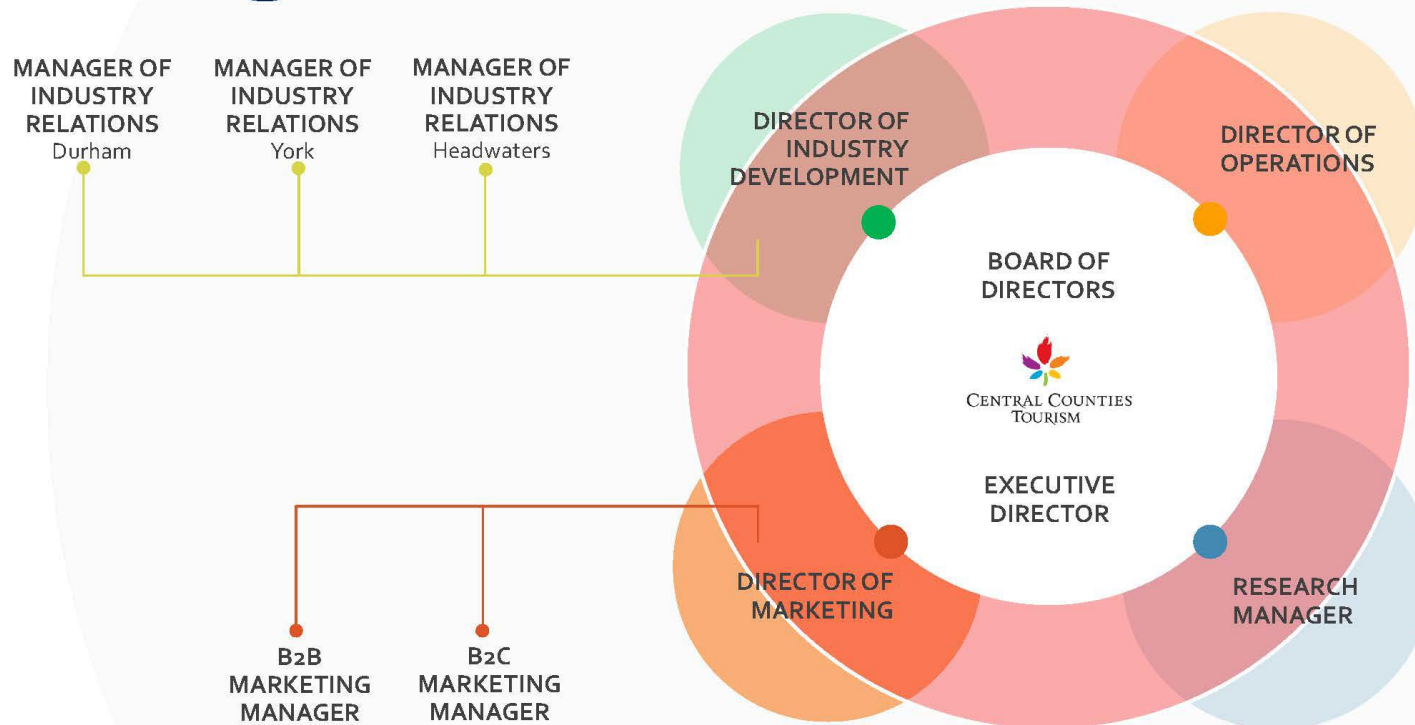 MANAGER OF
INDUSTRY
RELATIONS
Durham
MANAGER OF
INDUSTRY
RELATIONS
York
MANAGER OF
INDUSTRY
RELATIONS
Headwaters
DIRECTOR OF
INDUSTRY
DEVELOPMENT
DIRECTOR OF
OPERATIONS
BOARD OF
DIRECTORS
CENTRAL COUNTIES
TOURISM
EXECUTIVE
DIRECTOR
DIRECTOR OF
MARKETING
RESEARCH
MANAGER
B2B
MARKETING
MANAGER
B2C
MARKETING
MANAGER